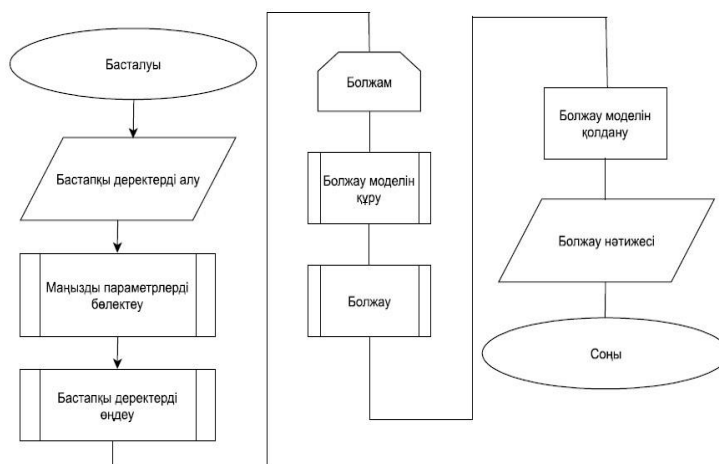 Басталуы
Бастапқы деректерді алу
Маңызды параметрлерді
бөлектеу
Бастапқы деректерді
өңдеу
Болжам
Болжау моделін
құру
Болжау
Болжау моделін
қолдану
Болжау нәтижесі
Соңы